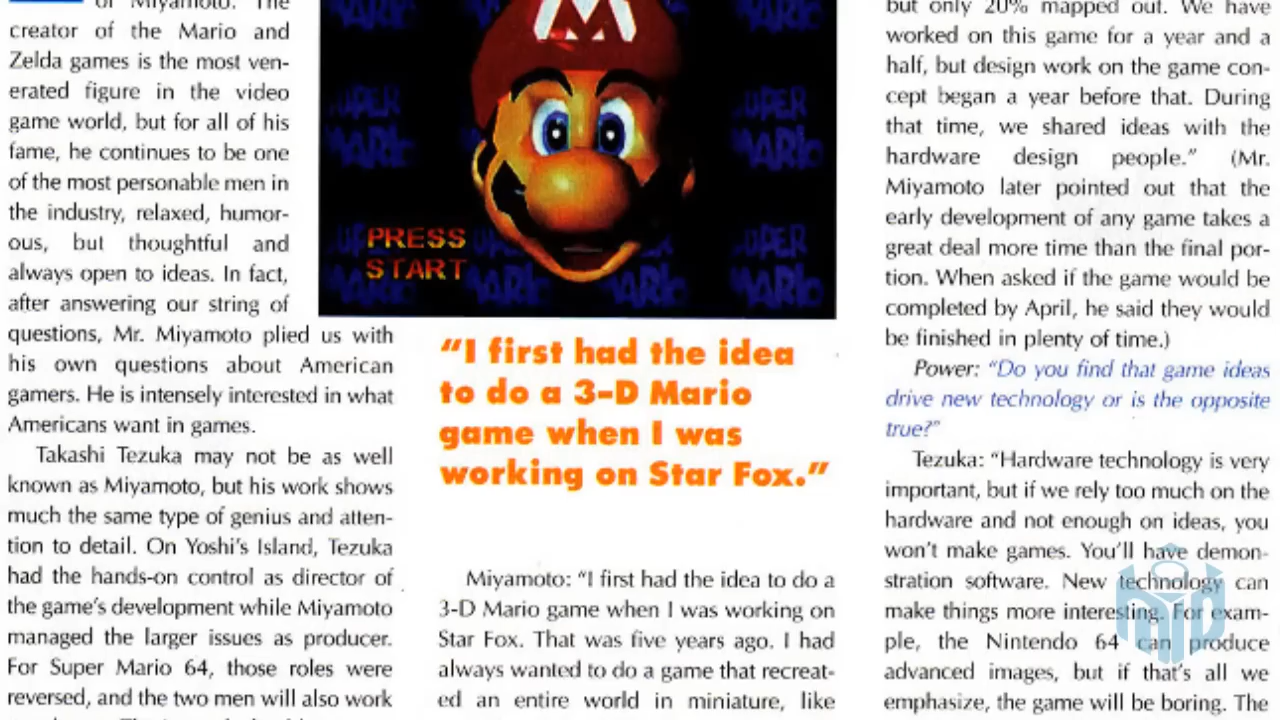 of Miyamoto. The
creator of the Mario and
Zelda games is the most ven-
erated figure in the video
game world, but for all of his
fame, he continues to be one
of the most personable men in
the industry, relaxed, humor-
ous, but thoughtful and
always open to ideas. In fact,
after answering our string of
questions, Mr. Miyamoto plied us with
his own questions about American
gamers. He is intensely interested in what
Americans want in games.
Takashi Tezuka may not be as well
known as Miyamoto, but his work shows
much the same type of genius and atten-
tion to detail. On Yoshi's Island, Tezuka
had the hands-on control as director of
the game's development while Miyamoto
managed the larger issues as producer.
For Super Mario 64, those roles were
reversed, and the two men will also work
M
SUPER
MARIO
SUPER
MARIO
PRESS
START
SUPER
MARIO
MARIO
MARIO
"I first had the idea
to do a 3-D Mario
game when I was
working on Star Fox."
Miyamoto: "I first had the idea to do a
3-D Mario game when I was working on
Star Fox. That was five years ago. I had
always wanted to do a game that recreat-
ed an entire world in miniature, like
but only 20% mapped out. We have
worked on this game for a year and a
half, but design work on the game con-
cept began a year before that. During
that time, we shared ideas with the
hardware design people." (Mr.
Miyamoto later pointed out that the
early development of any game takes a
great deal more time than the final por-
tion. When asked if the game would be
completed by April, he said they would
be finished in plenty of time.)
Power: "Do you find that game ideas
drive new technology or is the opposite
true?"
Tezuka: "Hardware technology is very
important, but if we rely too much on the
hardware and not enough on ideas, you
won't make games. You'll have demon-
stration software. New technology can
make things more interesting. For exam-
ple, the Nintendo 64 can produce
advanced images, but if that's all we
emphasize, the game will be boring. The